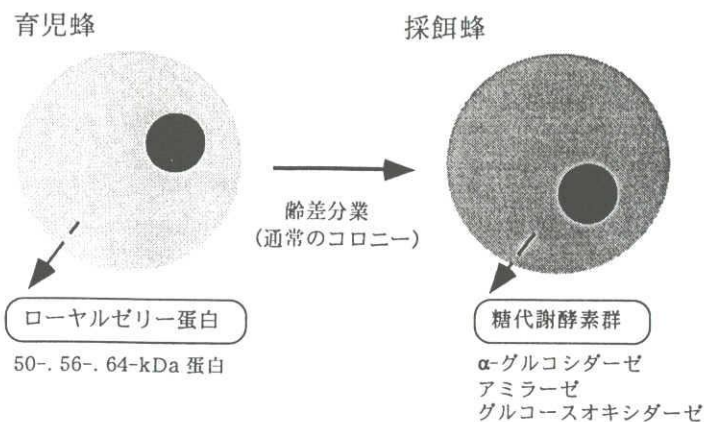 育児蜂
採餌蜂
齢差分業
(通常のコロニー)
ローヤルゼリー蛋白
50-. 56-. 64-kDa 蛋白
糖代謝酵素群
α-グルコシダーゼ
アミラーゼ
グルコースオキシダーゼ